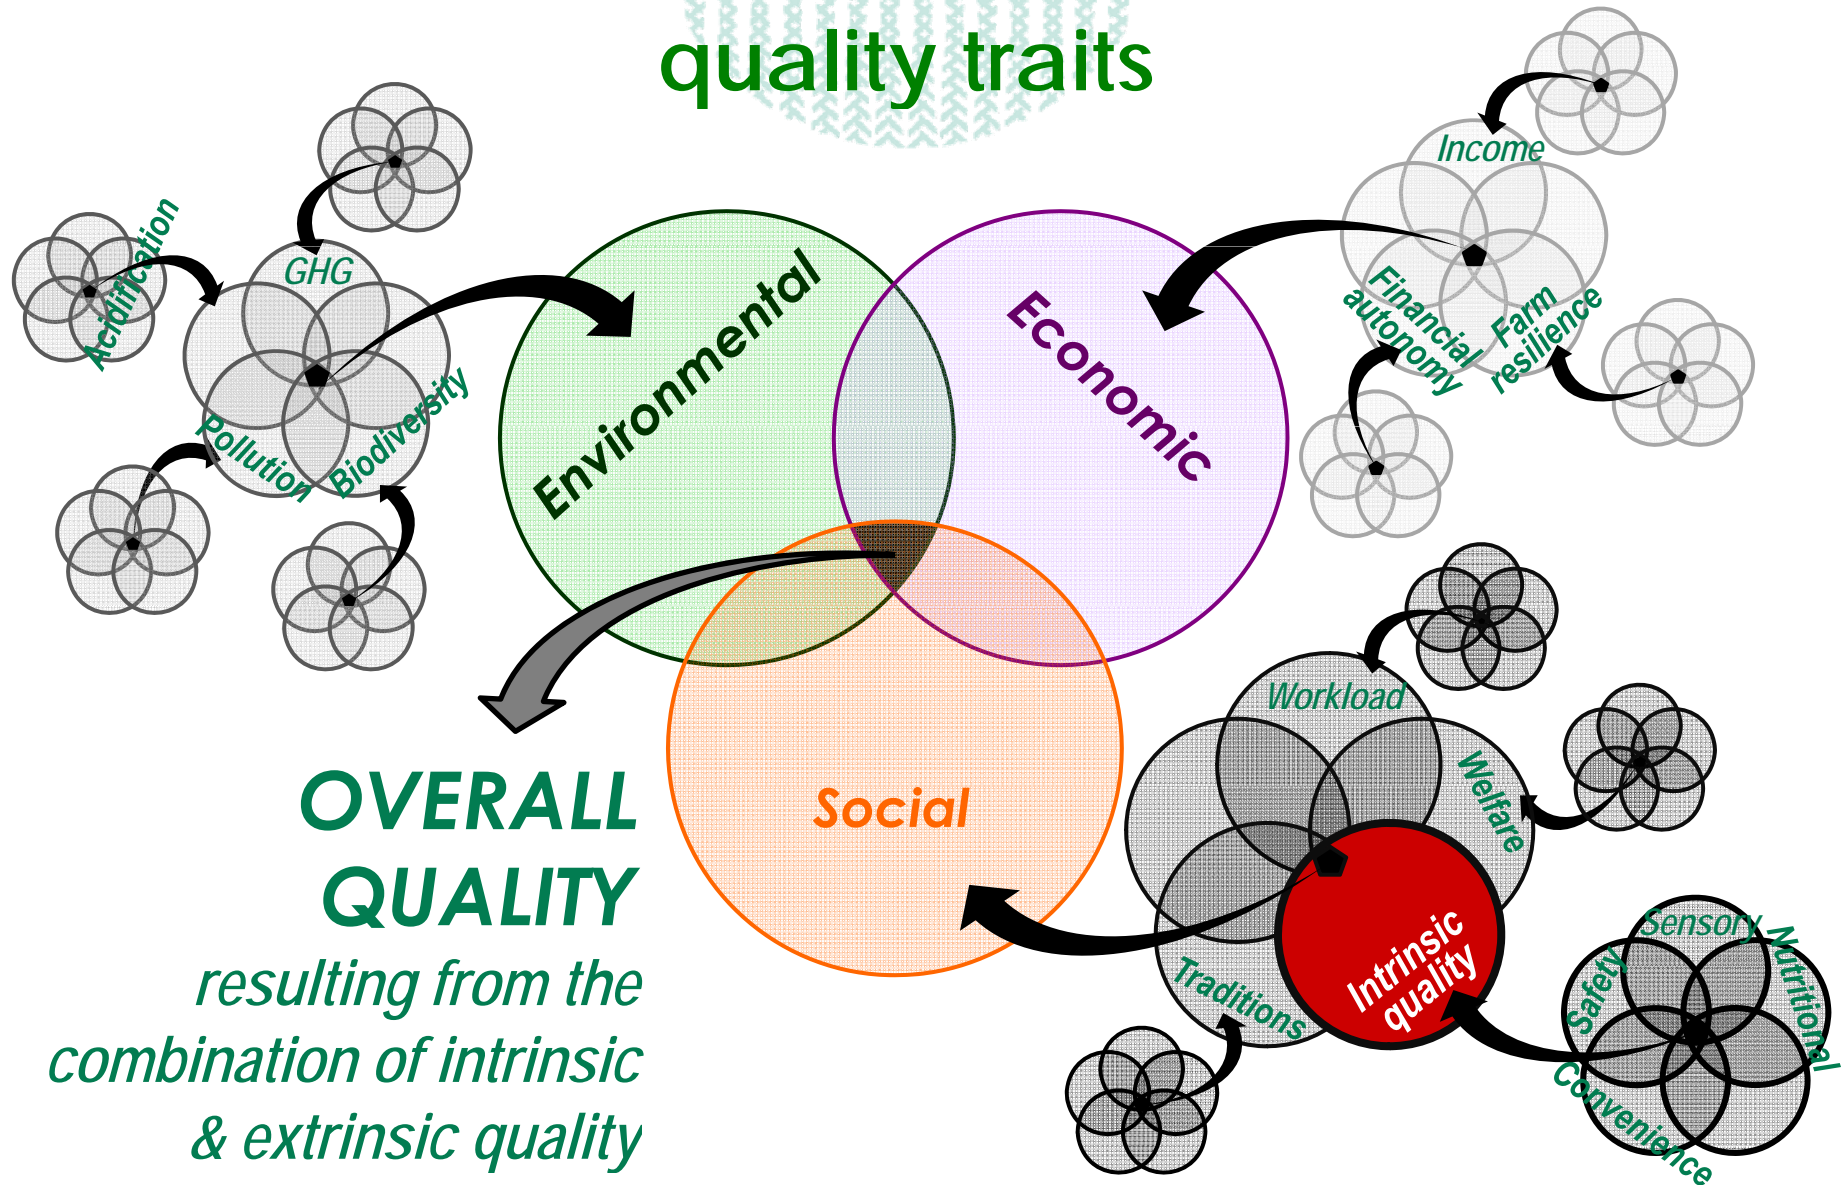 quality traits
Income
Acidification
GHG
Financial
autonomy
Farm
resilience
Environmental
Economic
Pollution
Biodiversity
Workload
Welfare
Social
OVERALL
QUALITY
resulting from the
combination of intrinsic
& extrinsic quality
Traditions
Intrinsic
quality
Sensory
Nutritional
Safety
Convenience